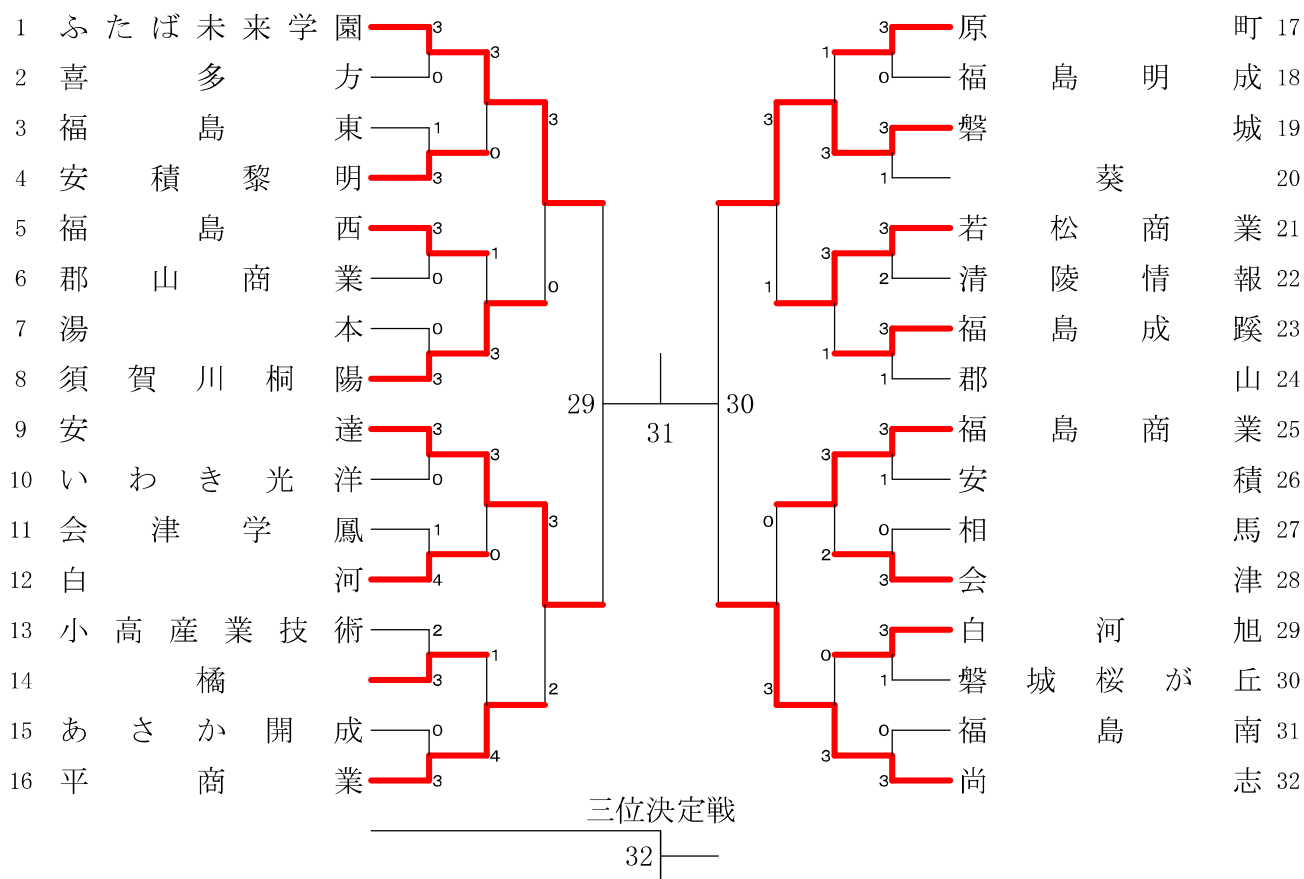 1 ふたば未来学園 3 3 原町 17
3 1
2 喜多方 0 0 福島明成 18
3 3
3 福島東 1 3 磐城 19
0 3
4 安積黎明 3 1 葵 20
5 福島西 3 3 若松商業 21
1 3
6 郡山商業 0 2 清陵情報 22
0 1
7 湯本 0 3 福島成蹊 23
3 1
8 須賀川桐陽 3 1 郡山 24
29 31 30
9 安達 3 3 福島商業 25
3 3
10 いわき光洋 0 1 安積 26
3 0
11 会津学鳳 1 0 相馬 27
0 2
12 白河 4 3 会津 28
13 小高産業技術 2 3 白河旭 29
1 0
14 橘 3 1 磐城桜が丘 30
2 3
15 あさか開成 0 0 福島南 31
4 3
16 平商業 3 3 尚志 32
三位決定戦
32